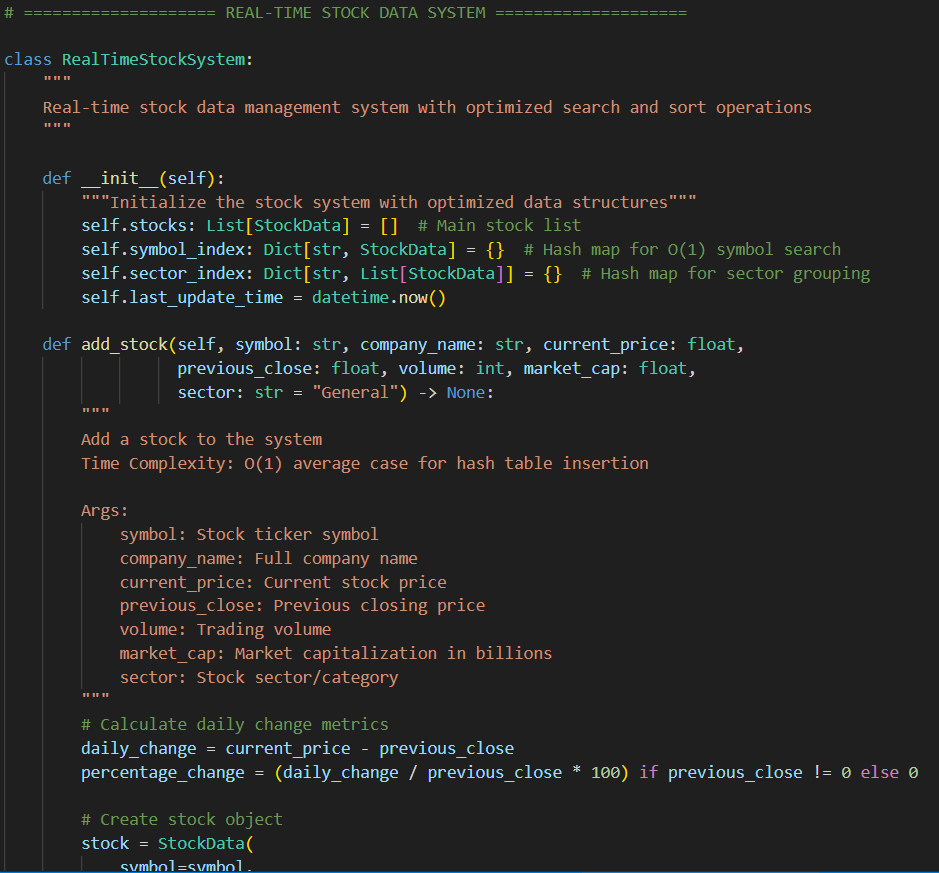 # ==================== REAL-TIME STOCK DATA SYSTEM ====================
class RealTimeStockSystem:
"""
Real-time stock data management system with optimized search and sort operations
"""
def __init__(self):
"""Initialize the stock system with optimized data structures"""
self.stocks: List[StockData] = []  # Main stock list
self.symbol_index: Dict[str, StockData] = {}  # Hash map for O(1) symbol search
self.sector_index: Dict[str, List[StockData]] = {}  # Hash map for sector grouping
self.last_update_time = datetime.now()
def add_stock(self, symbol: str, company_name: str, current_price: float,
previous_close: float, volume: int, market_cap: float,
sector: str = "General") -> None:
"""
Add a stock to the system
Time Complexity: O(1) average case for hash table insertion
Args:
symbol: Stock ticker symbol
company_name: Full company name
current_price: Current stock price
previous_close: Previous closing price
volume: Trading volume
market_cap: Market capitalization in billions
sector: Stock sector/category
"""
# Calculate daily change metrics
daily_change = current_price - previous_close
percentage_change = (daily_change / previous_close * 100) if previous_close != 0 else 0
# Create stock object
stock = StockData(
symbol=symbol,